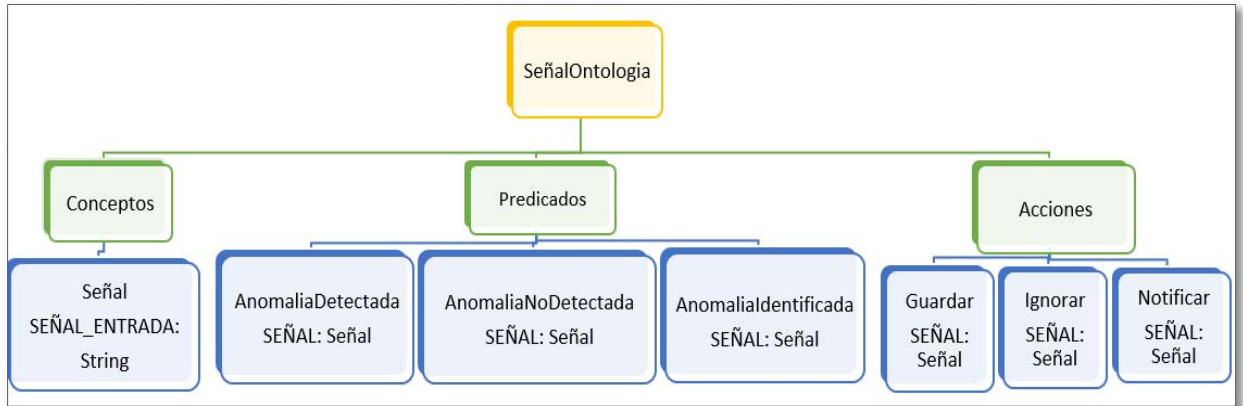 SeñalOntologia
Conceptos
Predicados
Acciones
Señal
SEÑAL_ENTRADA:
String
AnomaliaDetectada
SEÑAL: Señal
AnomaliaNoDetectada
SEÑAL: Señal
AnomaliaIdentificada
SEÑAL: Señal
Guardar
SEÑAL:
Señal
Ignorar
SEÑAL:
Señal
Notificar
SEÑAL:
Señal